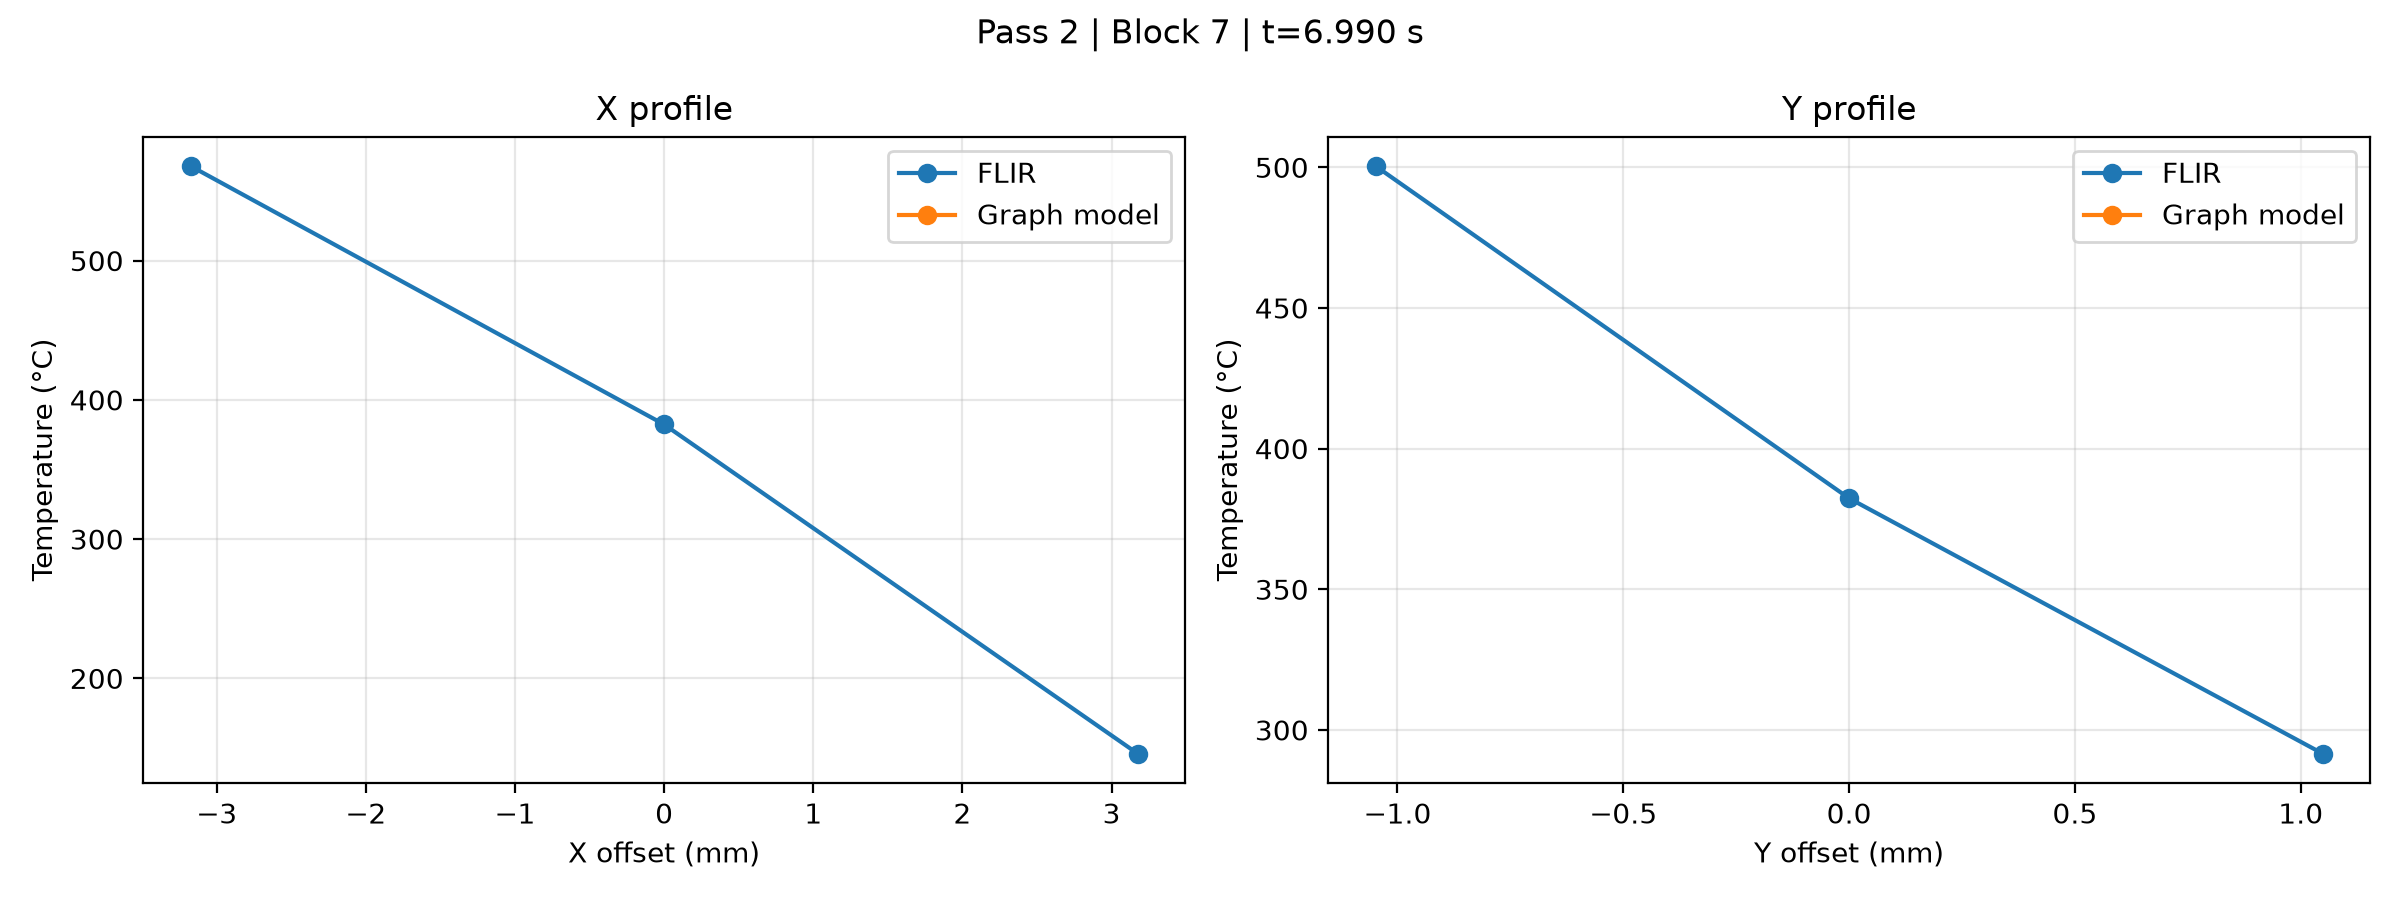 Pass 2 | Block 7 | t=6.990 s
X profile
FLIR
Graph model
500
400
300
200
Temperature (°C)
−3
−2
−1
0
1
2
3
X offset (mm)
Y profile
FLIR
Graph model
500
450
400
350
300
Temperature (°C)
−1.0
−0.5
0.0
0.5
1.0
Y offset (mm)